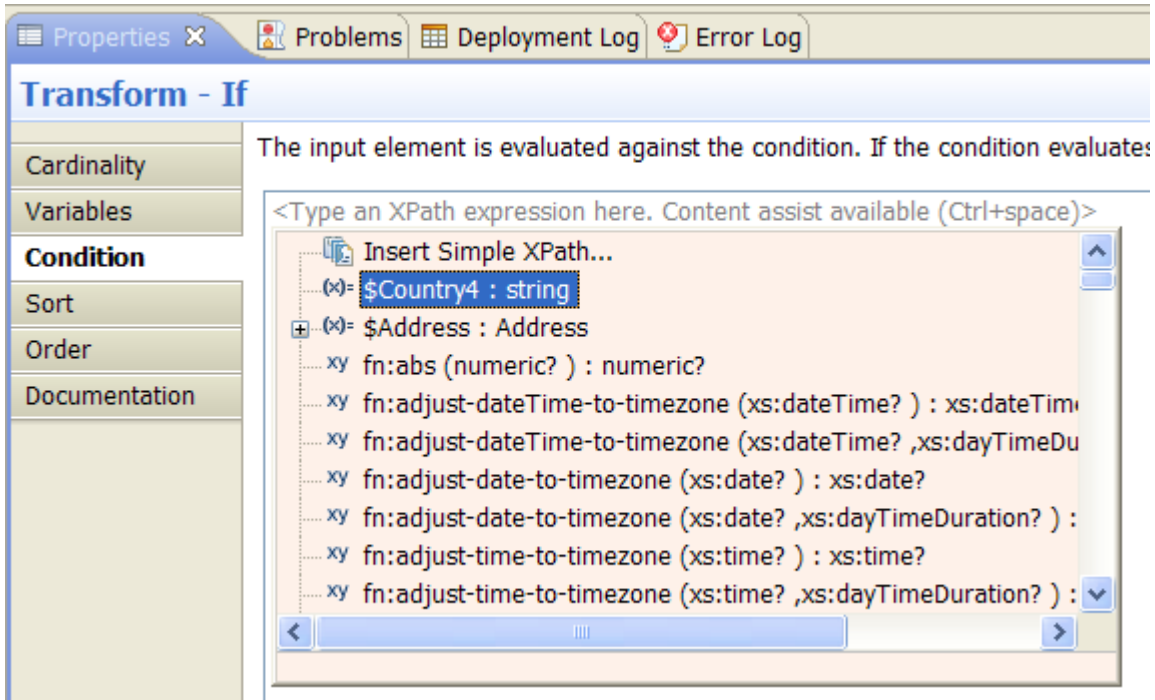 Properties Problems Deployment Log Error Log
Transform - If
Cardinality
Variables
Condition
Sort
Order
Documentation
The input element is evaluated against the condition. If the condition evaluates
<Type an XPath expression here. Content assist available (Ctrl+space)>
Insert Simple XPath...
(x)= $Country4 : string
(x)= $Address : Address
xy fn:abs (numeric? ) : numeric?
xy fn:adjust-dateTime-to-timezone (xs:dateTime? ) : xs:dateTime
xy fn:adjust-dateTime-to-timezone (xs:dateTime? ,xs:dayTimeDu
xy fn:adjust-date-to-timezone (xs:date? ) : xs:date?
xy fn:adjust-date-to-timezone (xs:date? ,xs:dayTimeDuration? ) :
xy fn:adjust-time-to-timezone (xs:time? ) : xs:time?
xy fn:adjust-time-to-timezone (xs:time? ,xs:dayTimeDuration? ) :